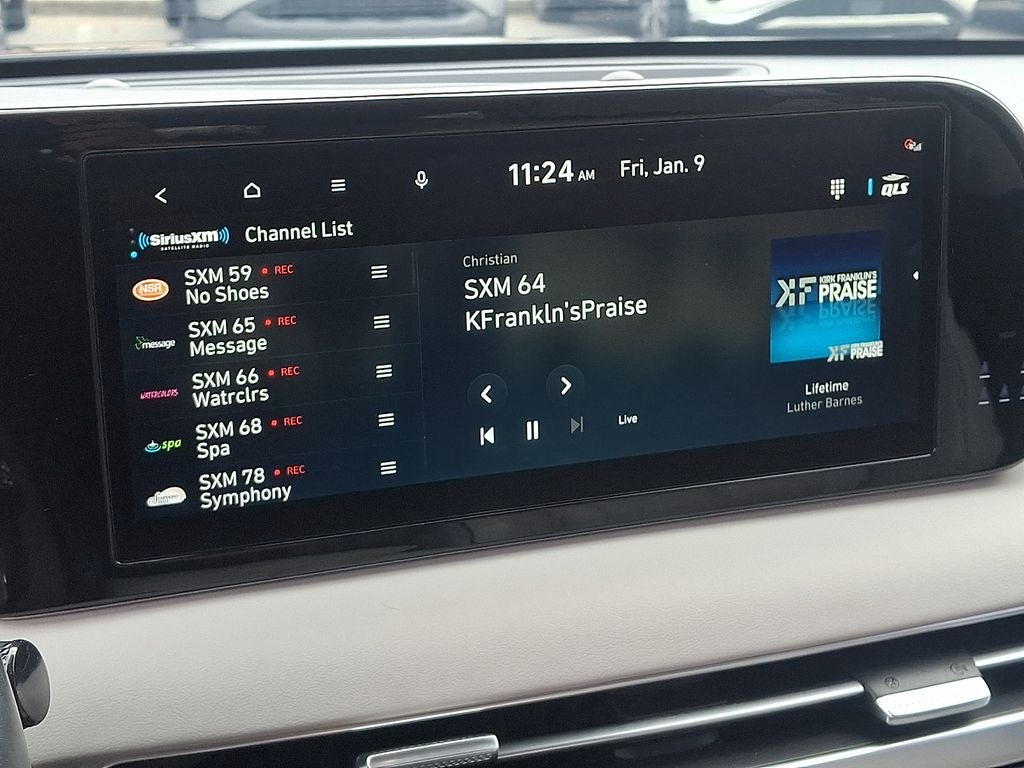 11:24 AM Fri, Jan. 9
QLS
SiriusXM
SATELLITE RADIO
Channel List
NSR
SXM 59 REC
No Shoes
message
SXM 65 REC
Message
WATERCOLORS
SXM 66 REC
Watrclrs
spa
SXM 68 REC
Spa
SXM 78 REC
Symphony
Christian
SXM 64
KFrankln'sPraise
Live
KF KIRK FRANKLIN'S
PRAISE
KF KIRK FRANKLIN'S
PRAISE
Lifetime
Luther Barnes